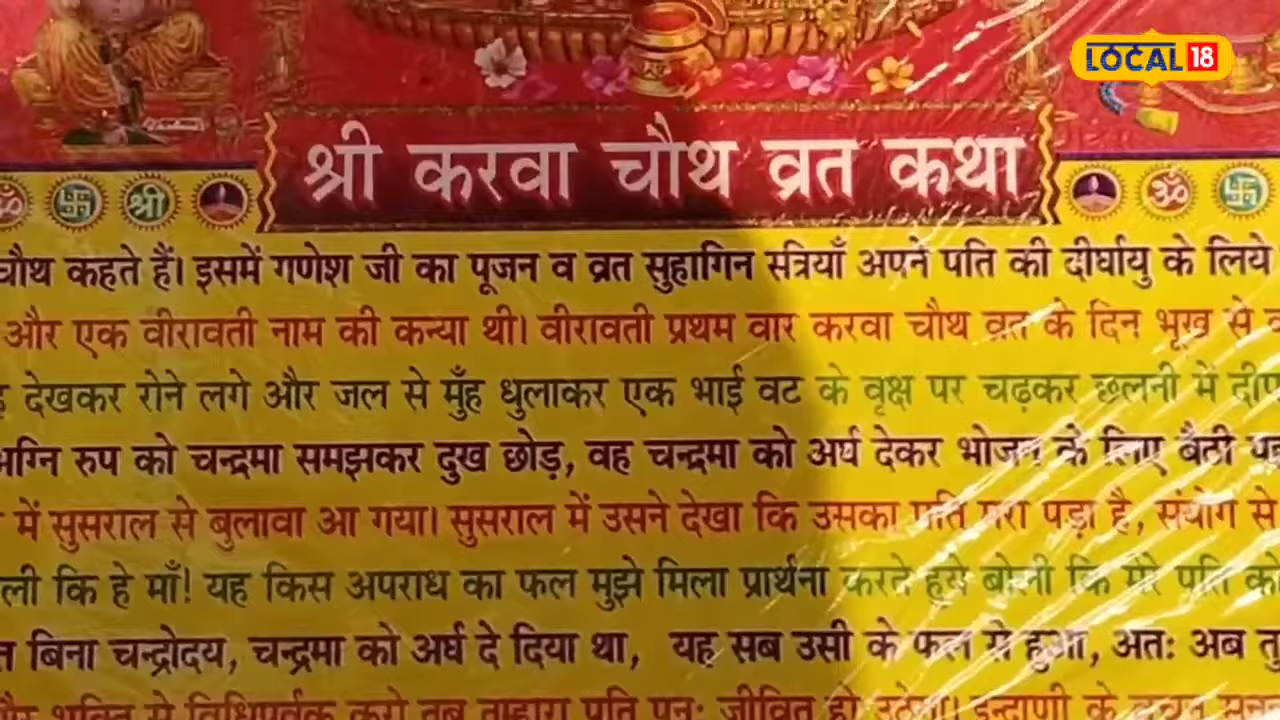 LOCAL 18
श्री करवा चौथ व्रत कथा
श्री
चौथ कहते हैं। इसमें गणेश जी का पूजन व व्रत सुहागिन सत्रियाँ अपने पति की दीर्घायु के लिये
और एक वीरावती नाम की कन्या थी। वीरावती प्रथम वार करवा चौथ व्रत के दिन भूख से
देखकर रोने लगे और जल से मुँह धुलाकर एक भाई वट के वृक्ष पर चढ़कर छलनी में
रुप को चन्द्रमा समझकर दुख छोड़, वह चन्द्रमा को अर्घ देकर भोजन के लिए बैठी
में सुसराल से बुलावा आ गया। सुसराल में उसने देखा कि उसका पति मरा पड़ा है, संयोग से
कि हे माँ! यह किस अपराध का फल मुझे मिला प्रार्थना करते हुये बोली कि मेरे पति को
बिना चन्द्रोदय, चन्द्रमा को अर्घ दे दिया था, यह सब उसी के फल से हुआ, अतः अब